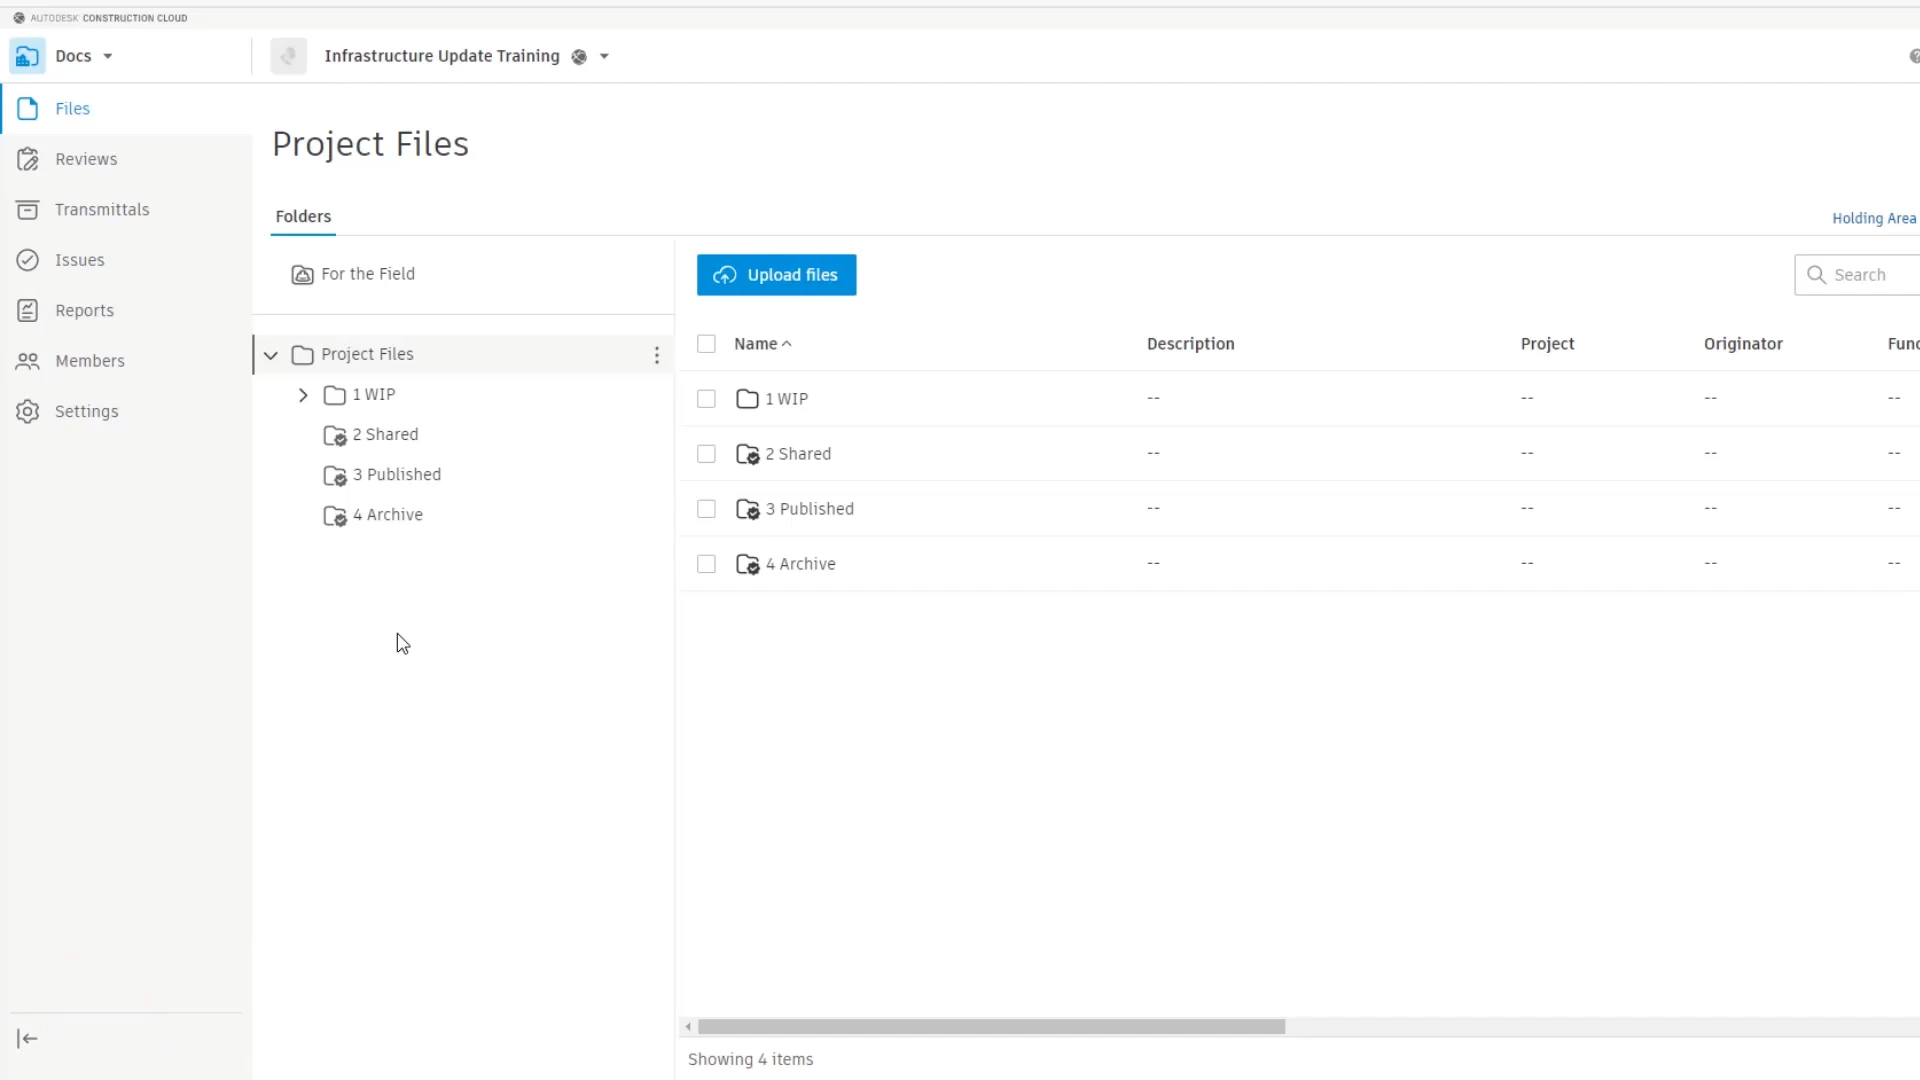 AUTODESK CONSTRUCTION CLOUD
Docs
Infrastructure Update Training
Files
Reviews
Transmittals
Issues
Reports
Members
Settings
Project Files
Folders
Holding Area
For the Field
Project Files
1 WIP
2 Shared
3 Published
4 Archive
Upload files
Search
Name Description Project Originator Func
1 WIP -- -- -- --
2 Shared -- -- -- --
3 Published -- -- -- --
4 Archive -- -- -- --
Showing 4 items